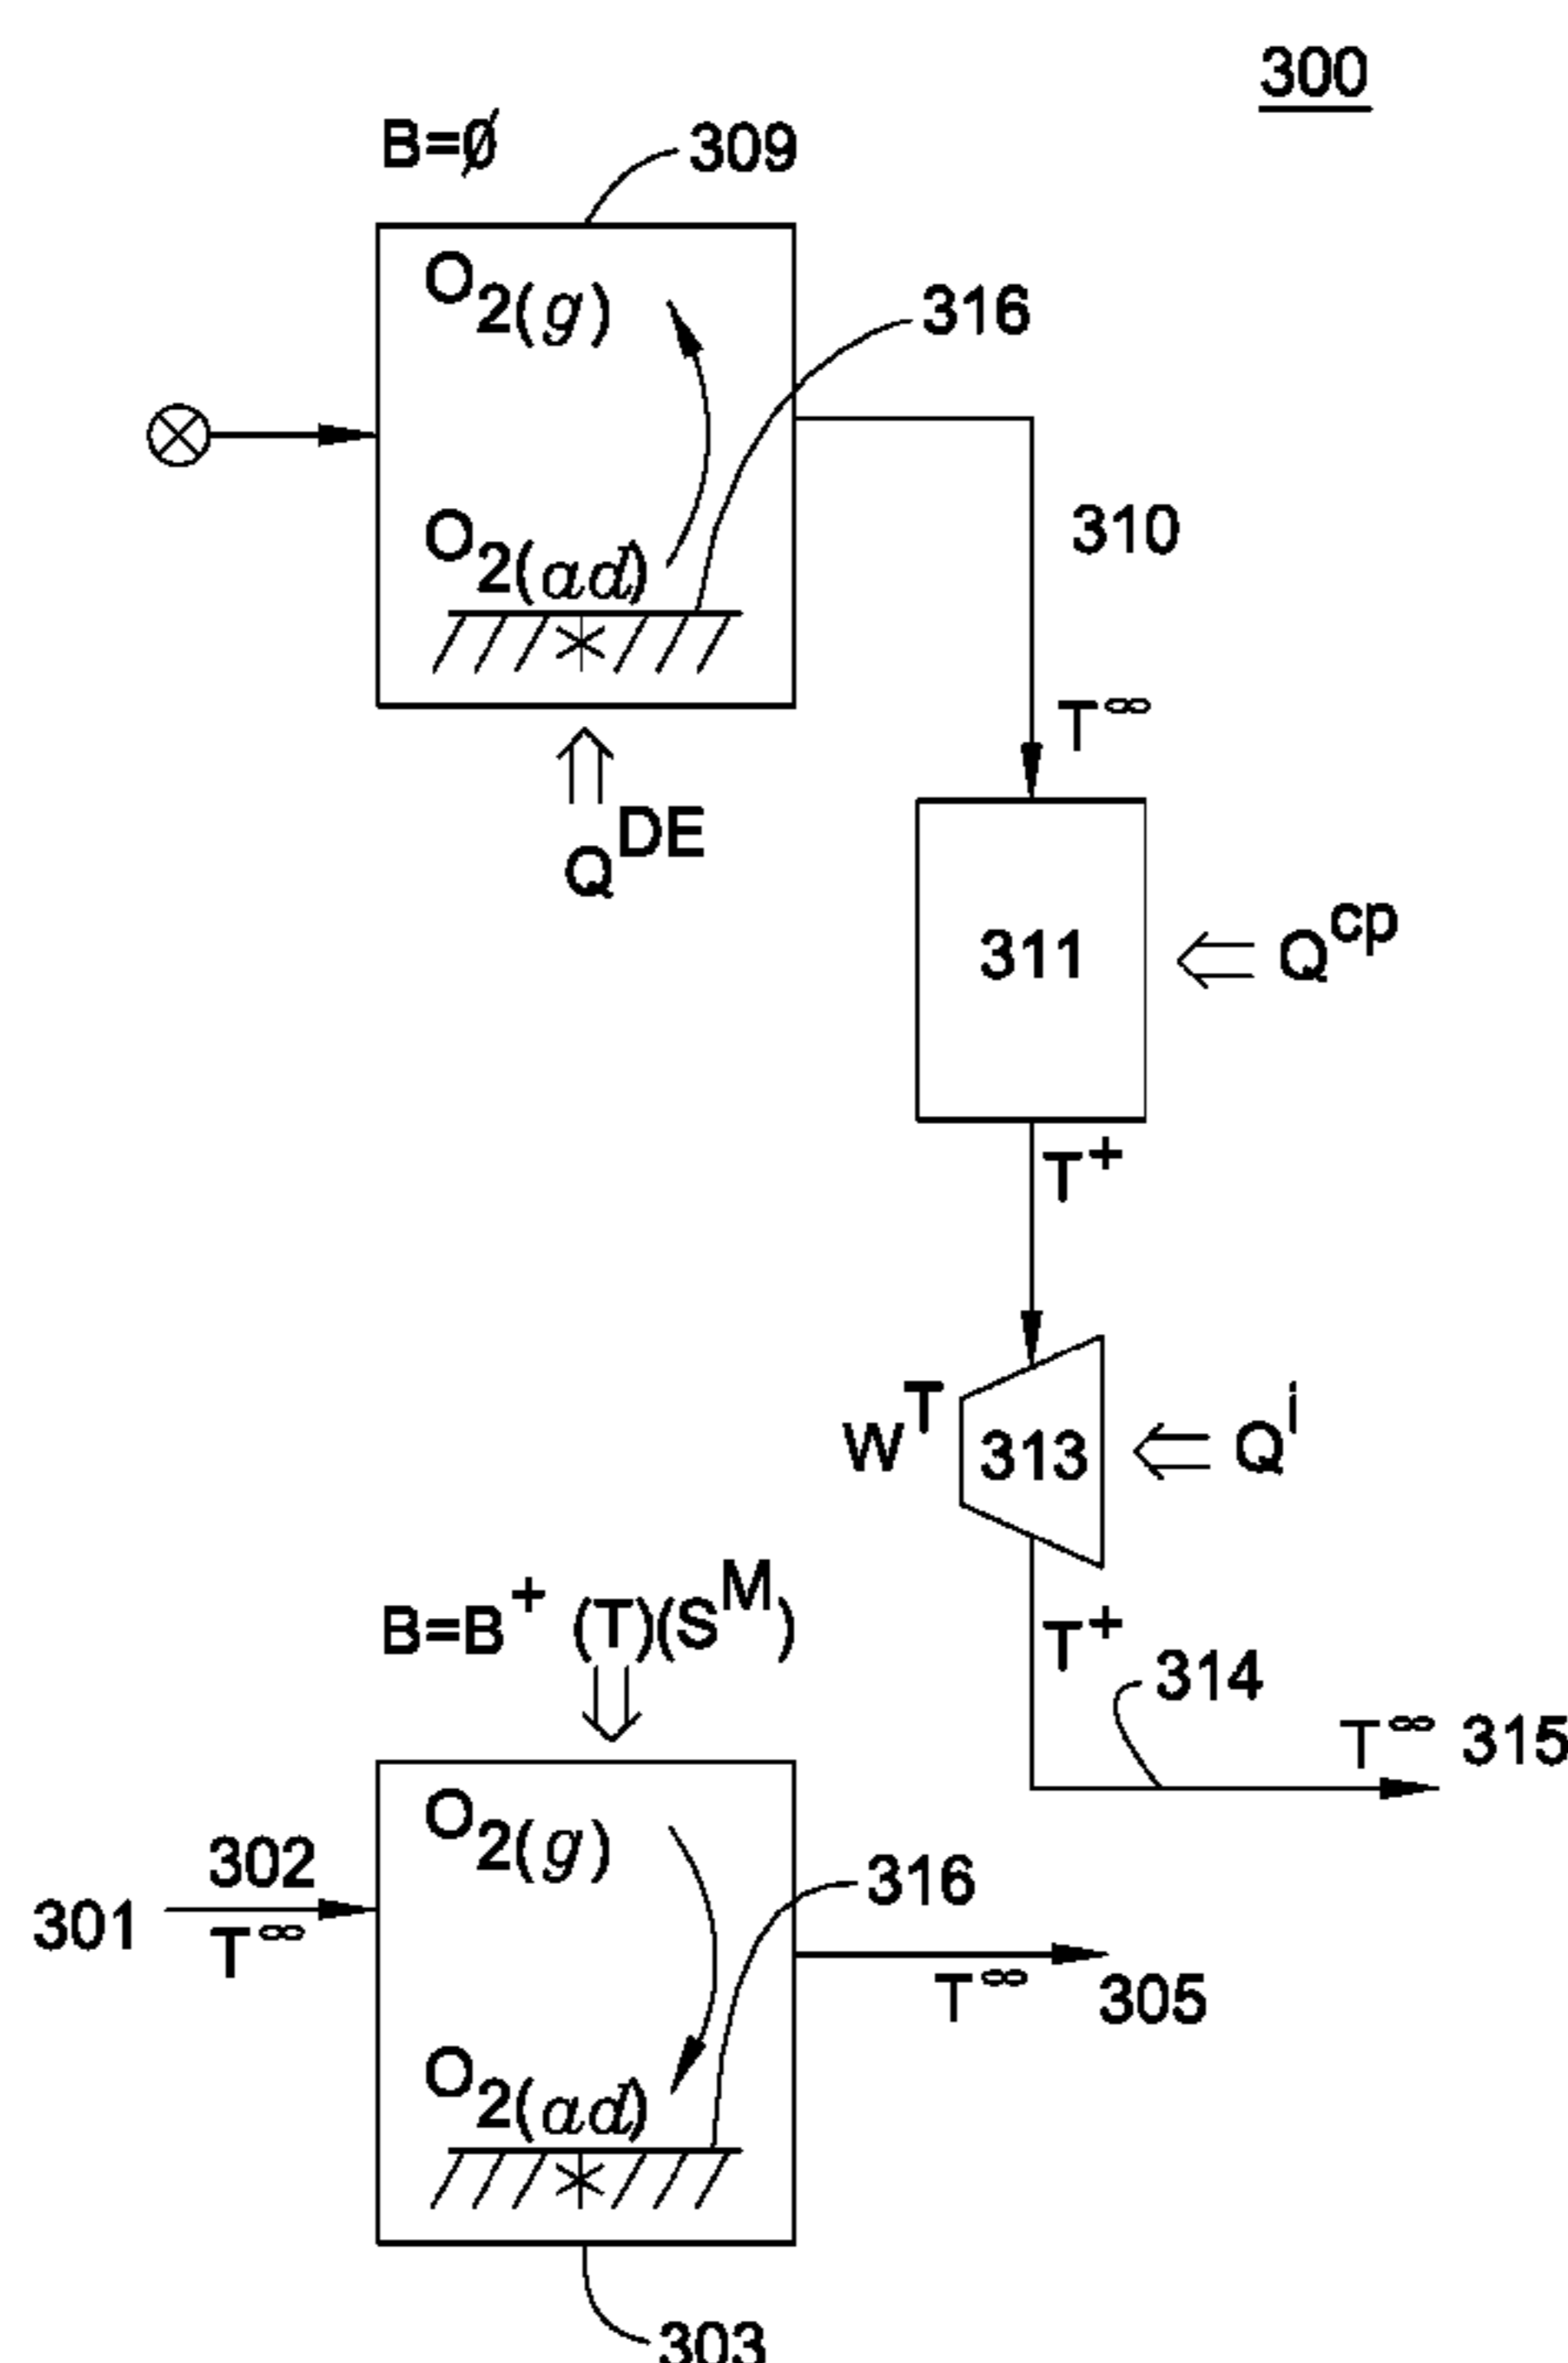 300
B=∅
309
O2(g)
316
O2(ad)
310
T∞
QDE
311
Qcp
T+
WT
313
Qi
B=B+ (T)(SM)
T+
314
T∞ 315
O2(g)
302
316
301
T∞
T∞
305
O2(ad)
303